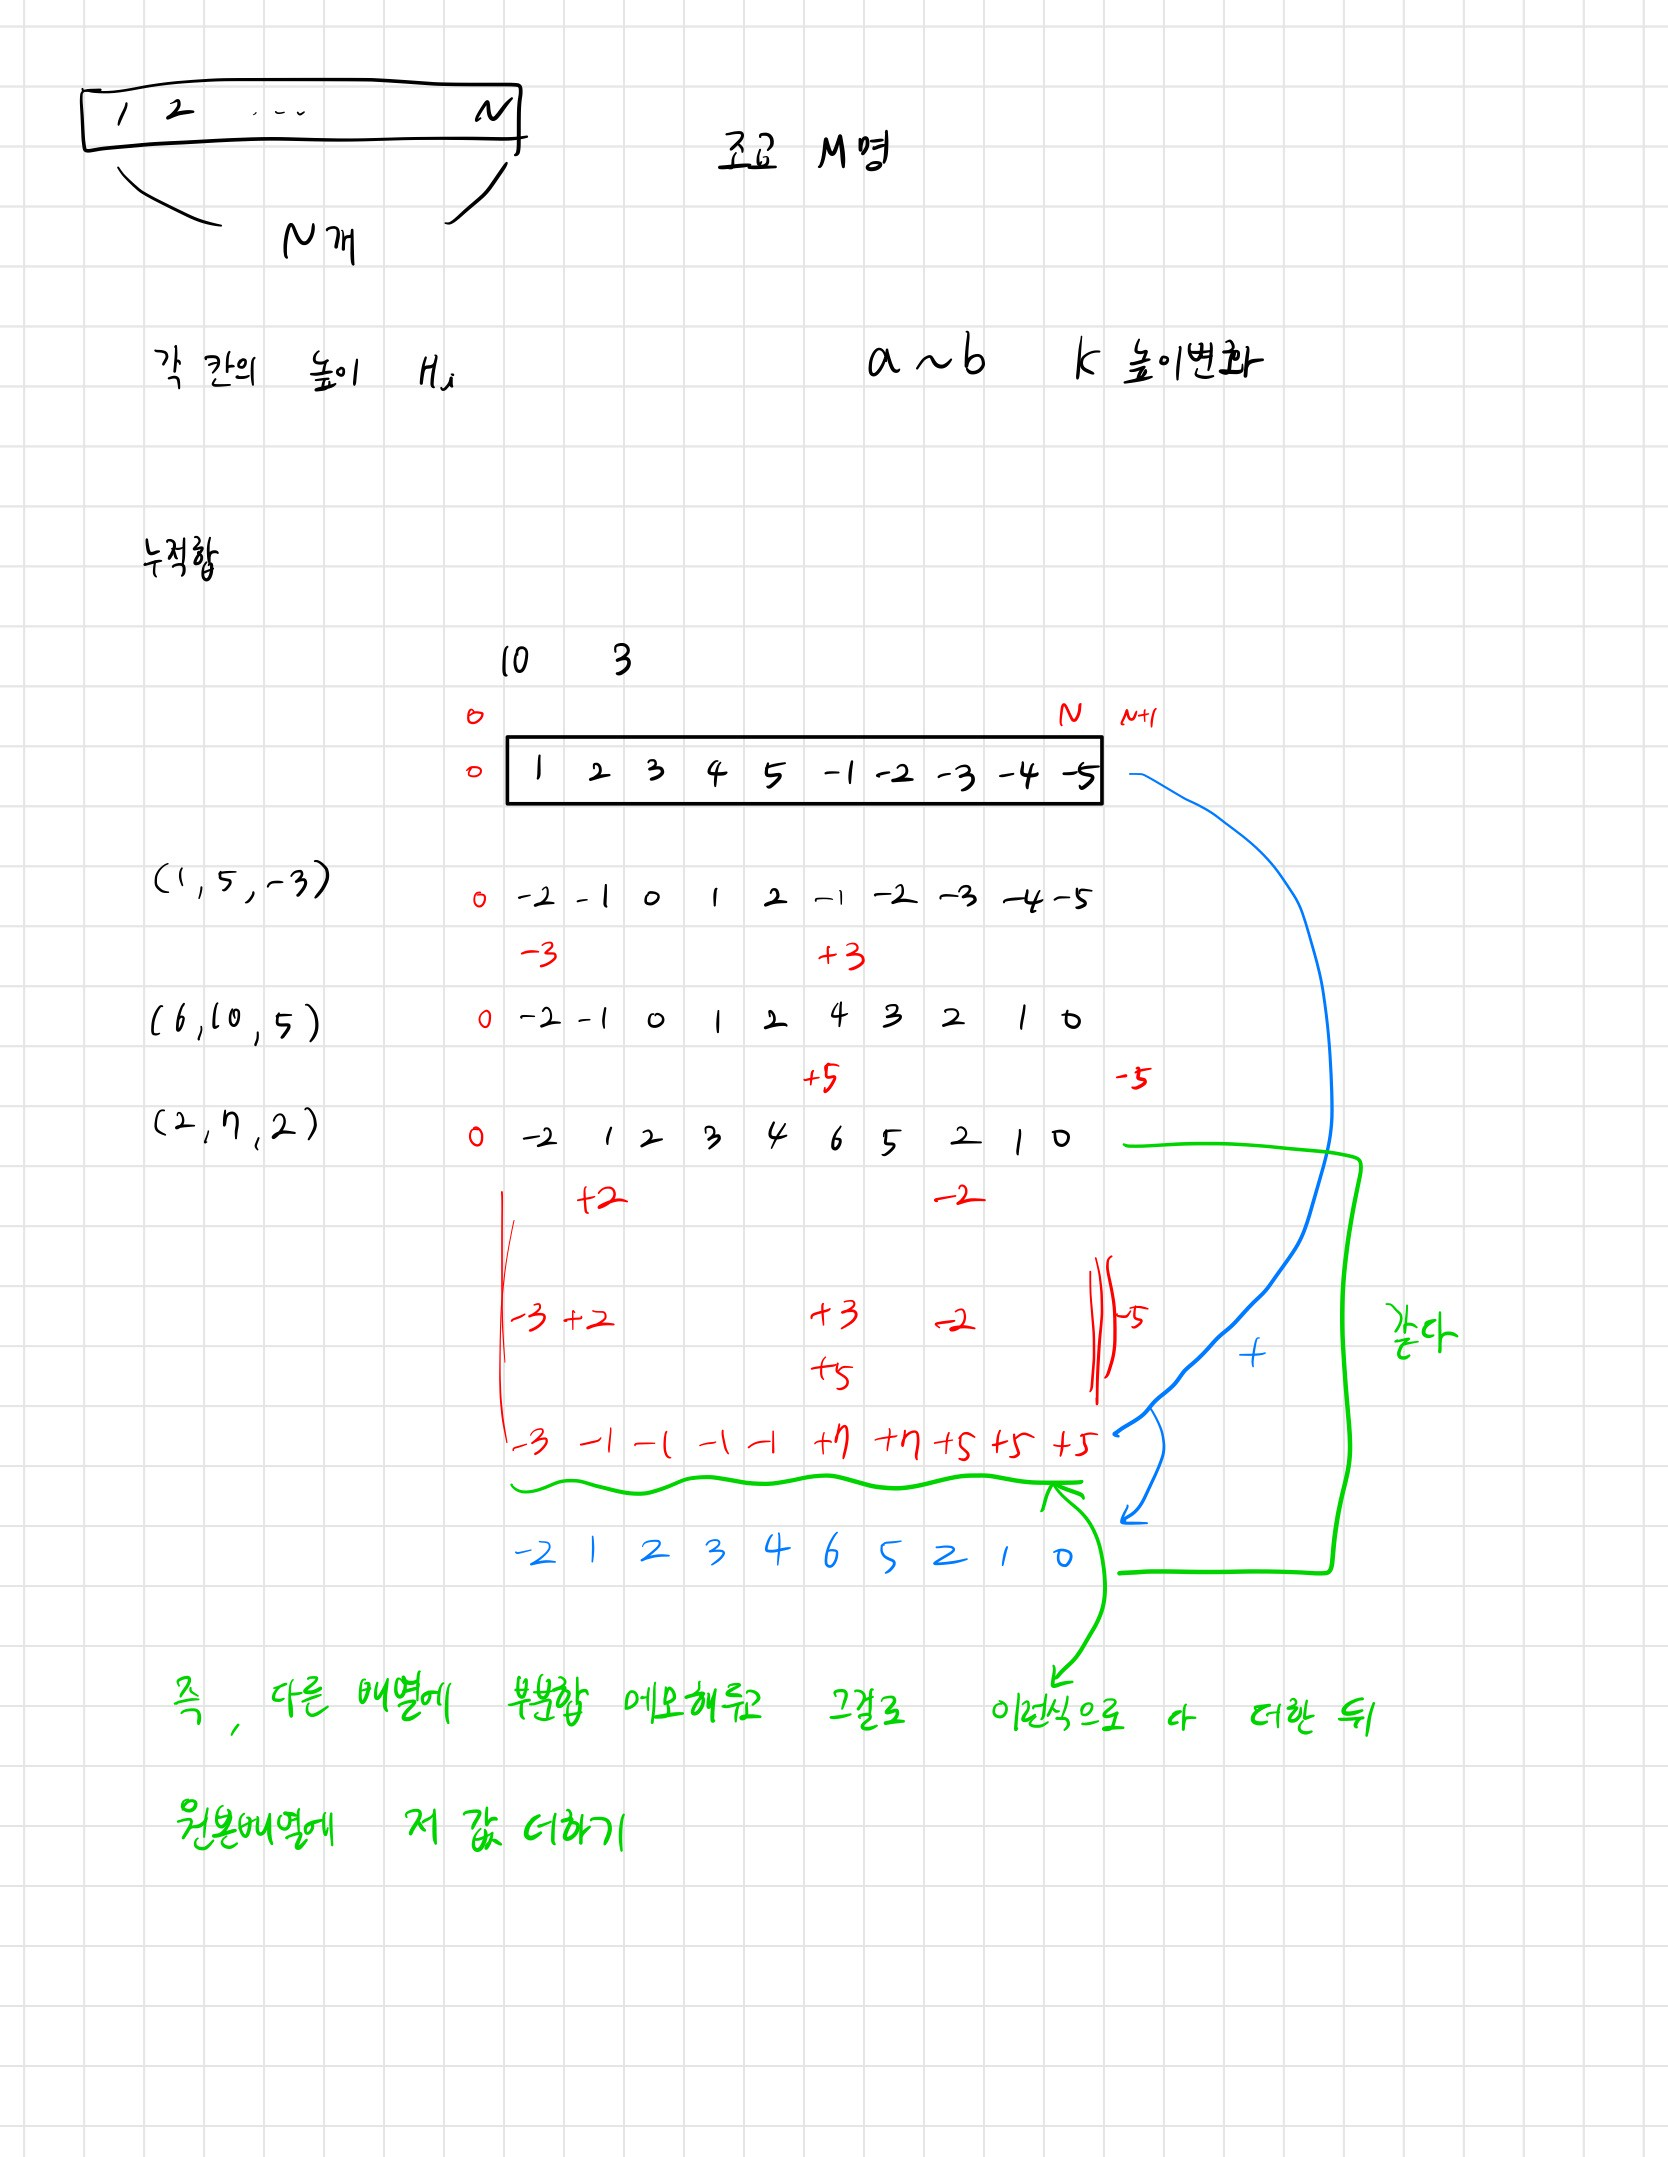 1 2 ... N
조교 M명
N개
각 칸의 높이 Hi
a~b K 높이변화
누적합
10 3
0 N N+1
0 1 2 3 4 5 -1 -2 -3 -4 -5
(1, 5, -3) 0 -2 -1 0 1 2 -1 -2 -3 -4 -5
-3 +3
(6, 10, 5) 0 -2 -1 0 1 2 4 3 2 1 0
+5 -5
(2, 7, 2) 0 -2 1 2 3 4 6 5 2 1 0
+2 -2
-3 +2 +3 -2 -5
+5
같다
+
-3 -1 -1 -1 -1 +7 +7 +5 +5 +5
-2 1 2 3 4 6 5 2 1 0
즉, 다른 배열에 부분합 메모해두고 그걸로 이런식으로 다 더한 뒤
원본배열에 저 값 더하기